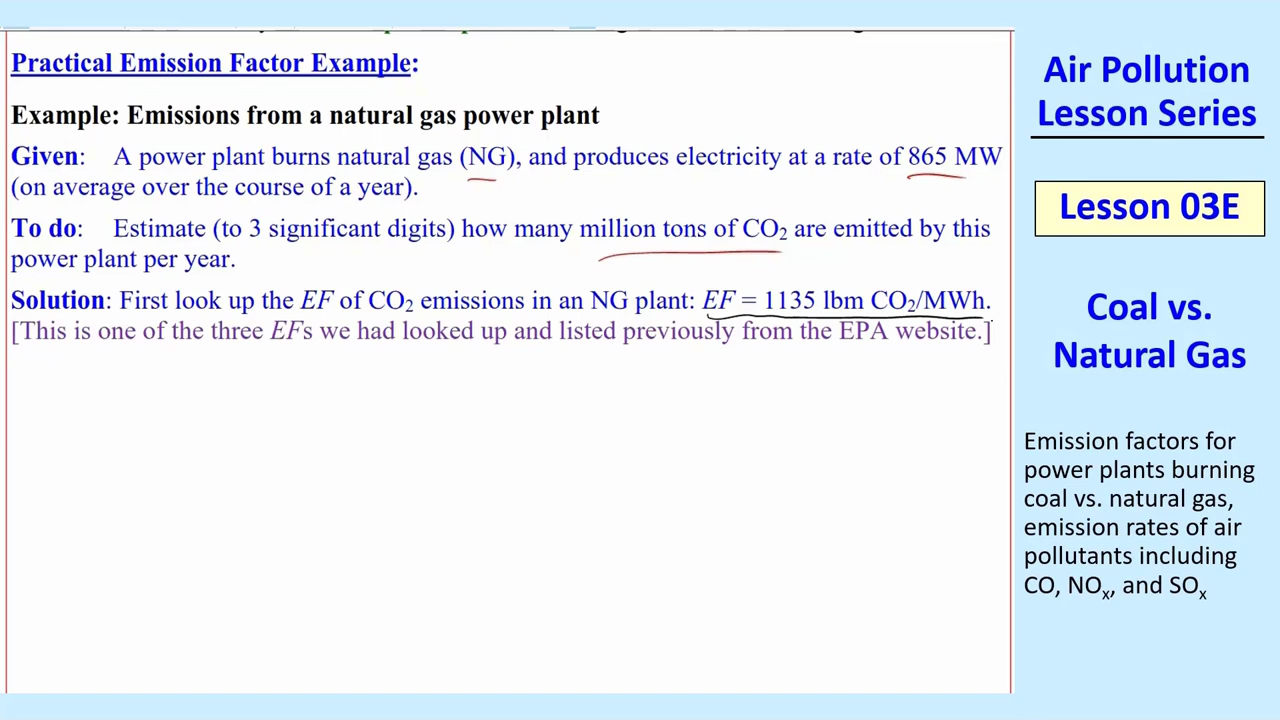 Practical Emission Factor Example:
Example: Emissions from a natural gas power plant
Given: A power plant burns natural gas (NG), and produces electricity at a rate of 865 MW
(on average over the course of a year).
To do: Estimate (to 3 significant digits) how many million tons of CO₂ are emitted by this
power plant per year.
Solution: First look up the EF of CO₂ emissions in an NG plant: EF = 1135 lbm CO₂/MWh.
[This is one of the three EFs we had looked up and listed previously from the EPA website.]
Air Pollution
Lesson Series
Lesson 03E
Coal vs.
Natural Gas
Emission factors for
power plants burning
coal vs. natural gas,
emission rates of air
pollutants including
CO, NOₓ, and SOₓ